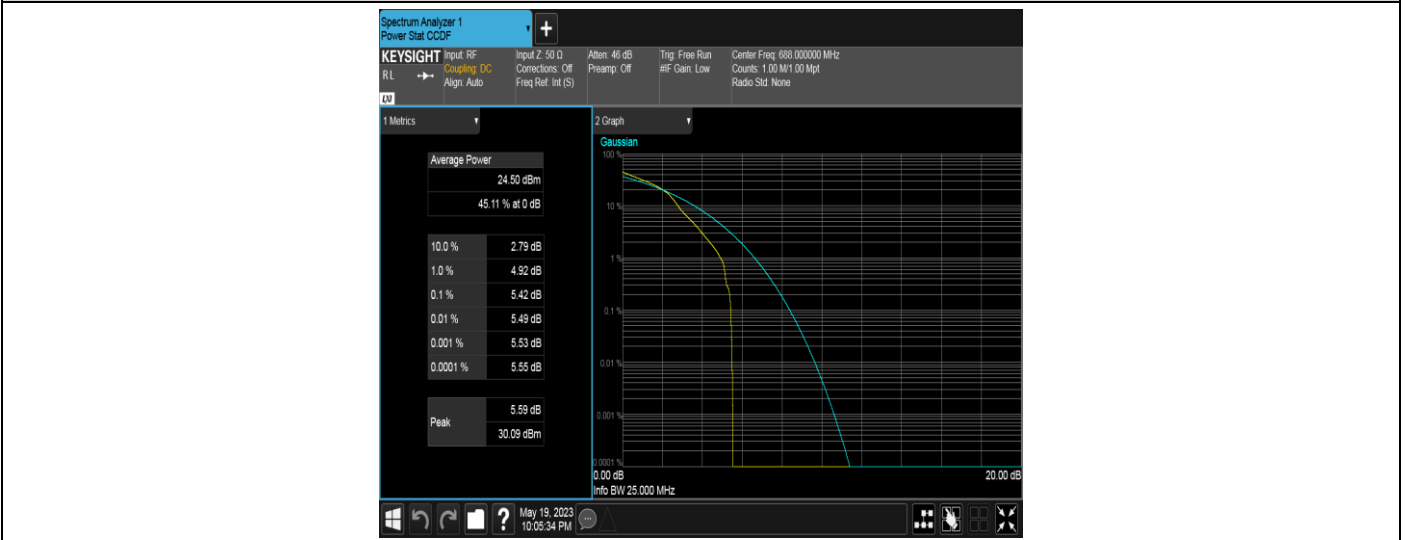 Spectrum Analyzer 1
Power Stat CCDF
+
KEYSIGHT
RL
LXI
Input: RF
Coupling: DC
Align: Auto
Input Z: 50 Ω
Corrections: Off
Freq Ref: Int (S)
Atten: 46 dB
Preamp: Off
Trig: Free Run
#IF Gain: Low
Center Freq: 688.000000 MHz
Counts: 1.00 M/1.00 Mpt
Radio Std: None
1 Metrics
Average Power
24.50 dBm
45.11 % at 0 dB
10.0 % 2.79 dB
1.0 % 4.92 dB
0.1 % 5.42 dB
0.01 % 5.49 dB
0.001 % 5.53 dB
0.0001 % 5.55 dB
Peak
5.59 dB
30.09 dBm
2 Graph
Gaussian
100 %
10 %
1 %
0.1 %
0.01 %
0.001 %
0.0001 %
0.00 dB 20.00 dB
Info BW 25.000 MHz
? May 19, 2023
10:05:34 PM